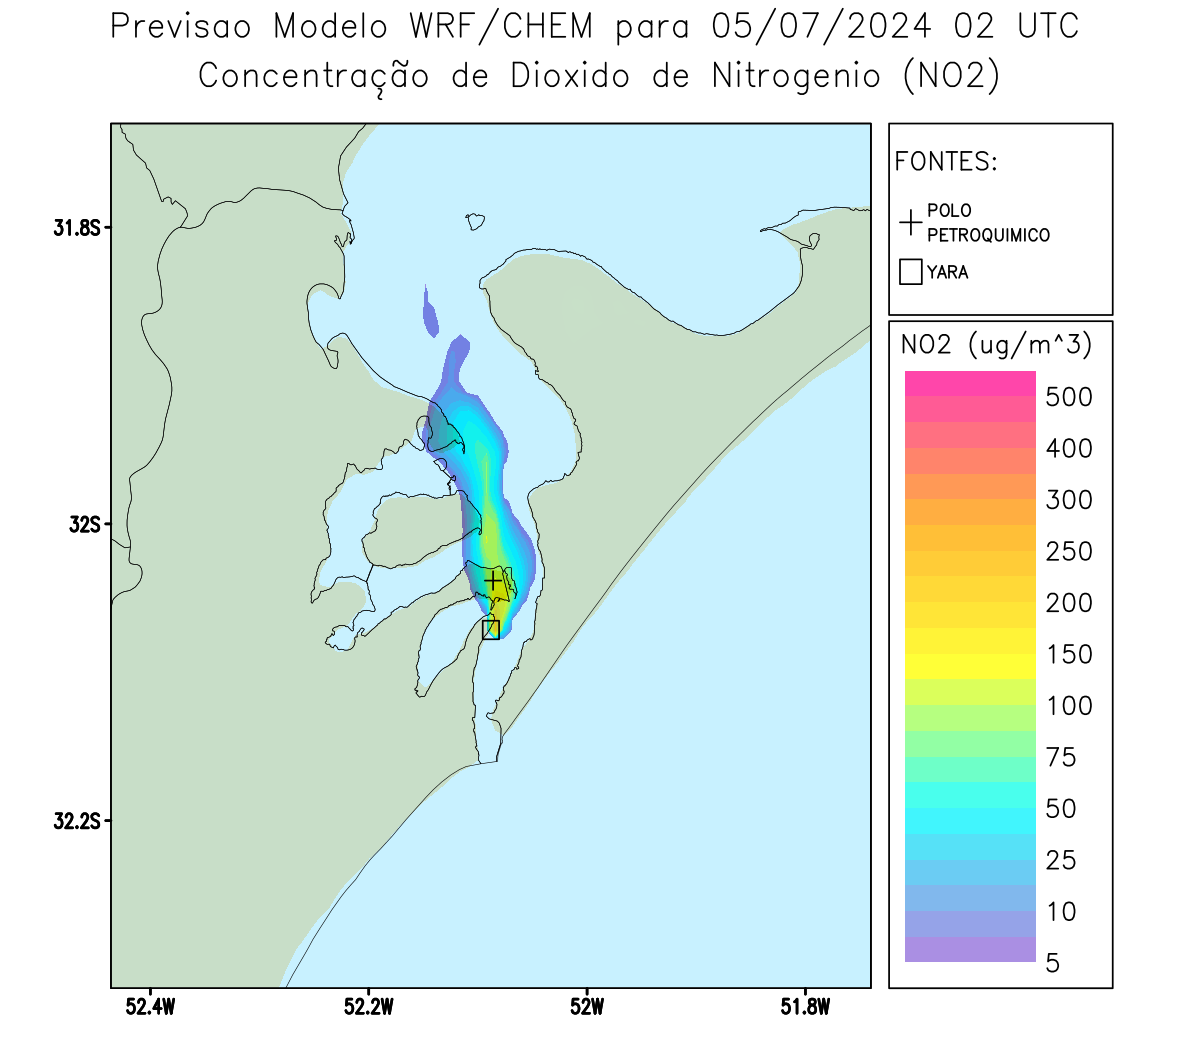 Previsao Modelo WRF/CHEM para 05/07/2024 02 UTC
Concentração de Dioxido de Nitrogenio (NO2)
FONTES:
POLO
PETROQUIMICO
YARA
NO2 (ug/m^3)
500
400
300
250
200
150
100
75
50
25
10
5
31.8S
32S
32.2S
52.4W
52.2W
52W
51.8W